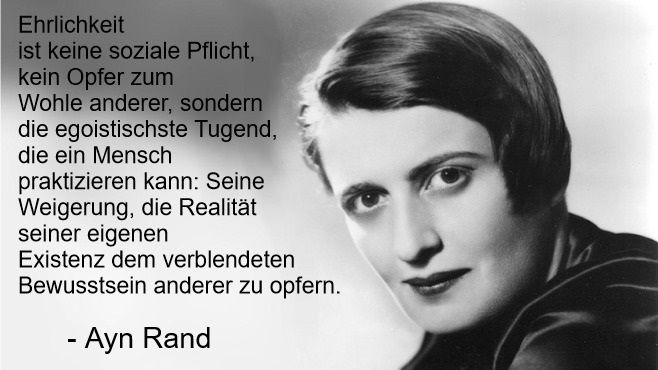 Ehrlichkeit
ist keine soziale Pflicht,
kein Opfer zum
Wohle anderer, sondern
die egoistischste Tugend,
die ein Mensch
praktizieren kann: Seine
Weigerung, die Realität
seiner eigenen
Existenz dem verblendeten
Bewusstsein anderer zu opfern.
- Ayn Rand